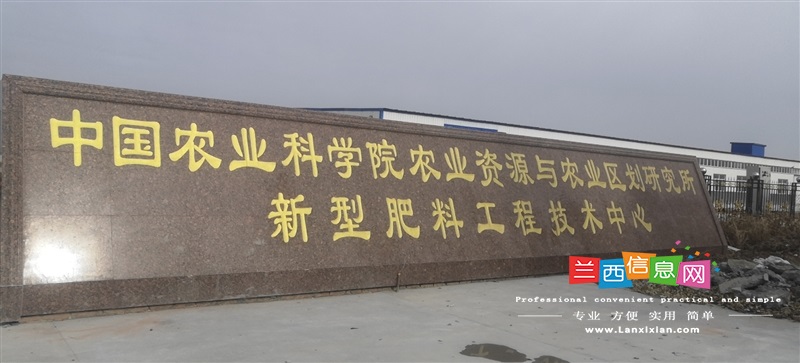 中国农业科学院农业资源与农业区划研究所
新型肥料工程技术中心
兰西信息网
Professional convenient practical and simple
专业 方便 实用 简单
www.Lanxixian.com